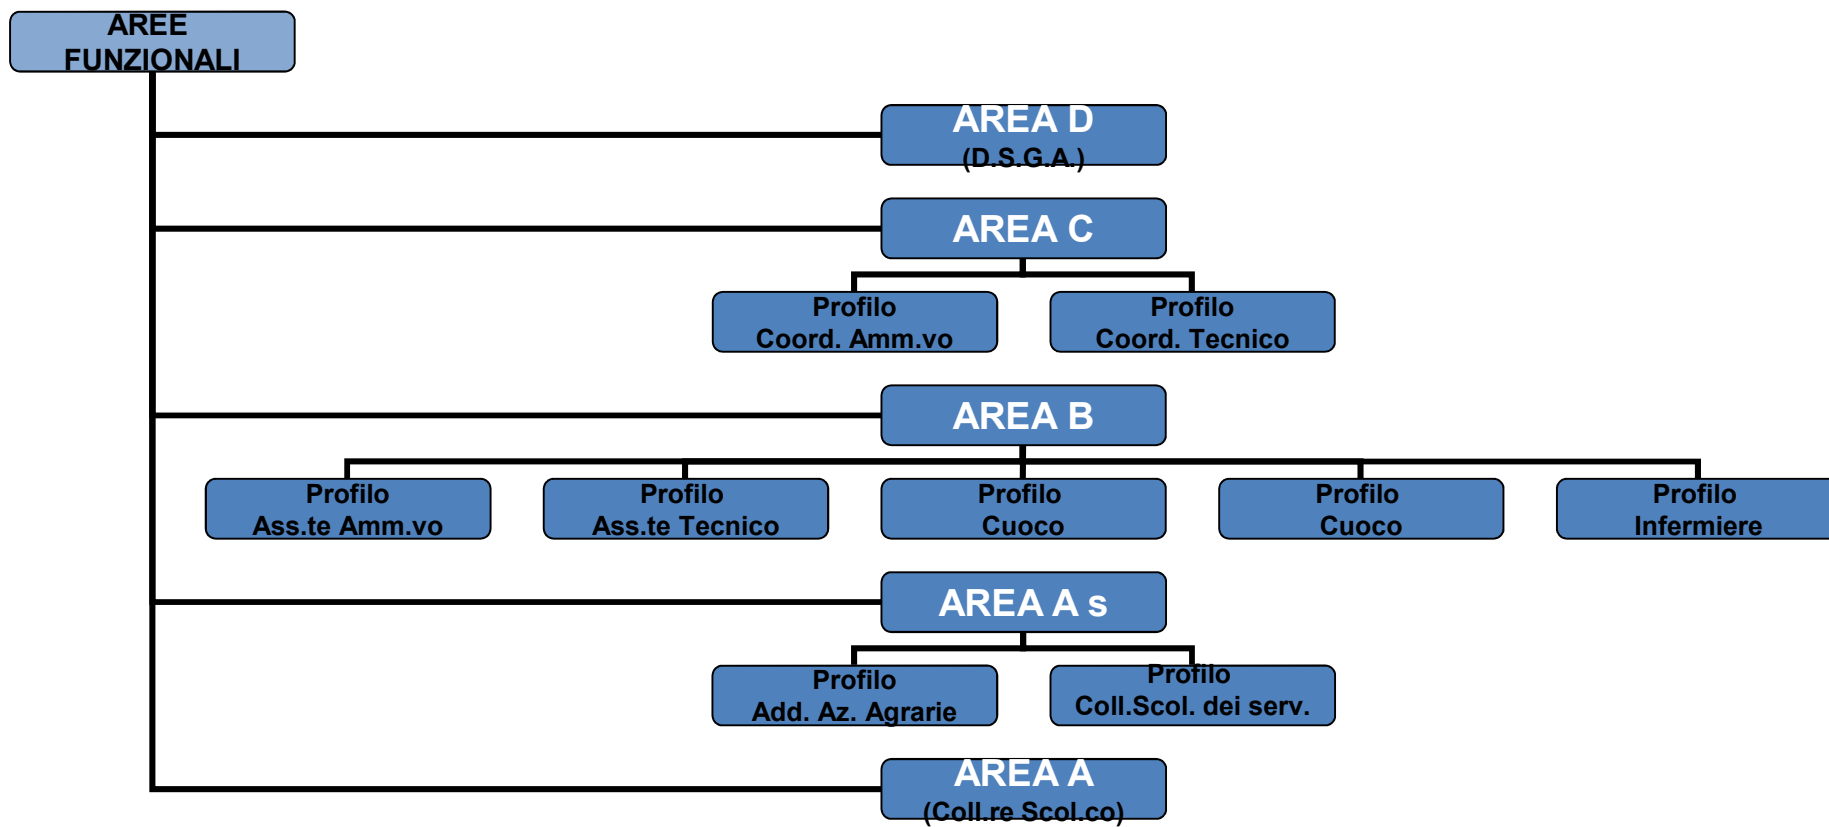 AREE
FUNZIONALI
AREA D
(D.S.G.A.)
AREA C
Profilo
Coord. Amm.vo
Profilo
Coord. Tecnico
AREA B
Profilo
Ass.te Amm.vo
Profilo
Ass.te Tecnico
Profilo
Cuoco
Profilo
Cuoco
Profilo
Infermiere
AREA A s
Profilo
Add. Az. Agrarie
Profilo
Coll.Scol. dei serv.
AREA A
(Coll.re Scol.co)